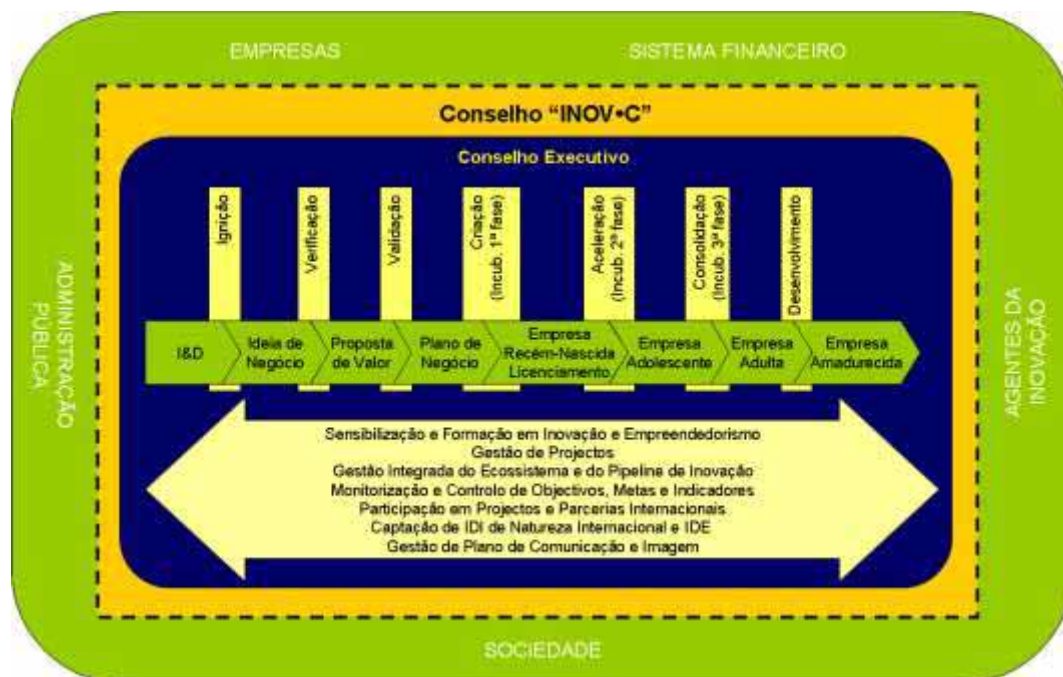 EMPRESAS
SISTEMA FINANCEIRO
Conselho "INOV•C"
Conselho Executivo
Ignição
Verificação
Validação
Criação
(Incub. 1ª fase)
Aceleração
(Incub. 2ª fase)
Consolidação
(Incub. 3ª fase)
Desenvolvimento
I&D
Ideia de
Negócio
Proposta
de Valor
Plano de
Negócio
Empresa
Recém-Nascida
Licenciamento
Empresa
Adolescente
Empresa
Adulta
Empresa
Amadurecida
Sensibilização e Formação em Inovação e Empreendedorismo
Gestão de Projectos
Gestão Integrada do Ecossistema e do Pipeline de Inovação
Monitorização e Controlo de Objectivos, Metas e Indicadores
Participação em Projectos e Parcerias Internacionais
Captação de IDI de Natureza Internacional e IDE
Gestão de Plano de Comunicação e Imagem
ADMINISTRAÇÃO
PÚBLICA
AGENTES DA
INOVAÇÃO
SOCIEDADE